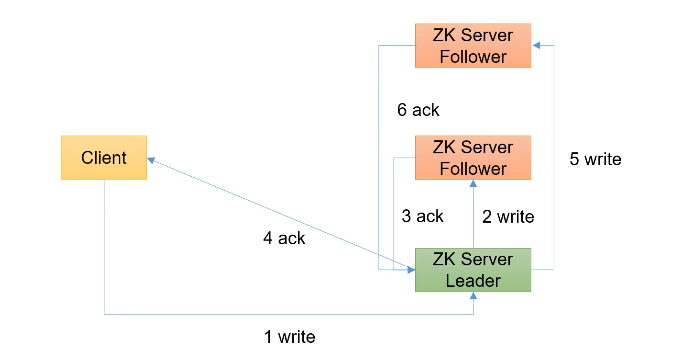 ZK Server
Follower
6 ack
Client
ZK Server
Follower
5 write
3 ack
2 write
4 ack
ZK Server
Leader
1 write